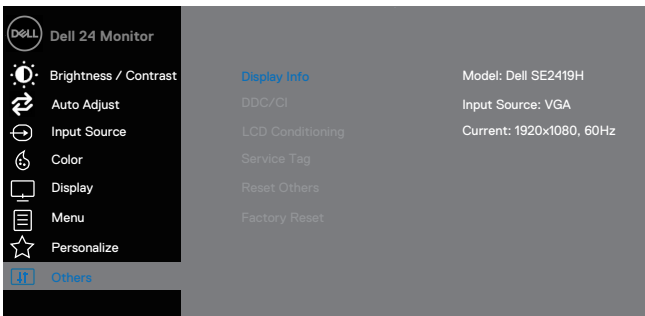 DELL Dell 24 Monitor
Brightness / Contrast Display Info Model: Dell SE2419H
Auto Adjust DDC/CI Input Source: VGA
Input Source LCD Conditioning Current: 1920x1080, 60Hz
Color Service Tag
Display Reset Others
Menu Factory Reset
Personalize
Others